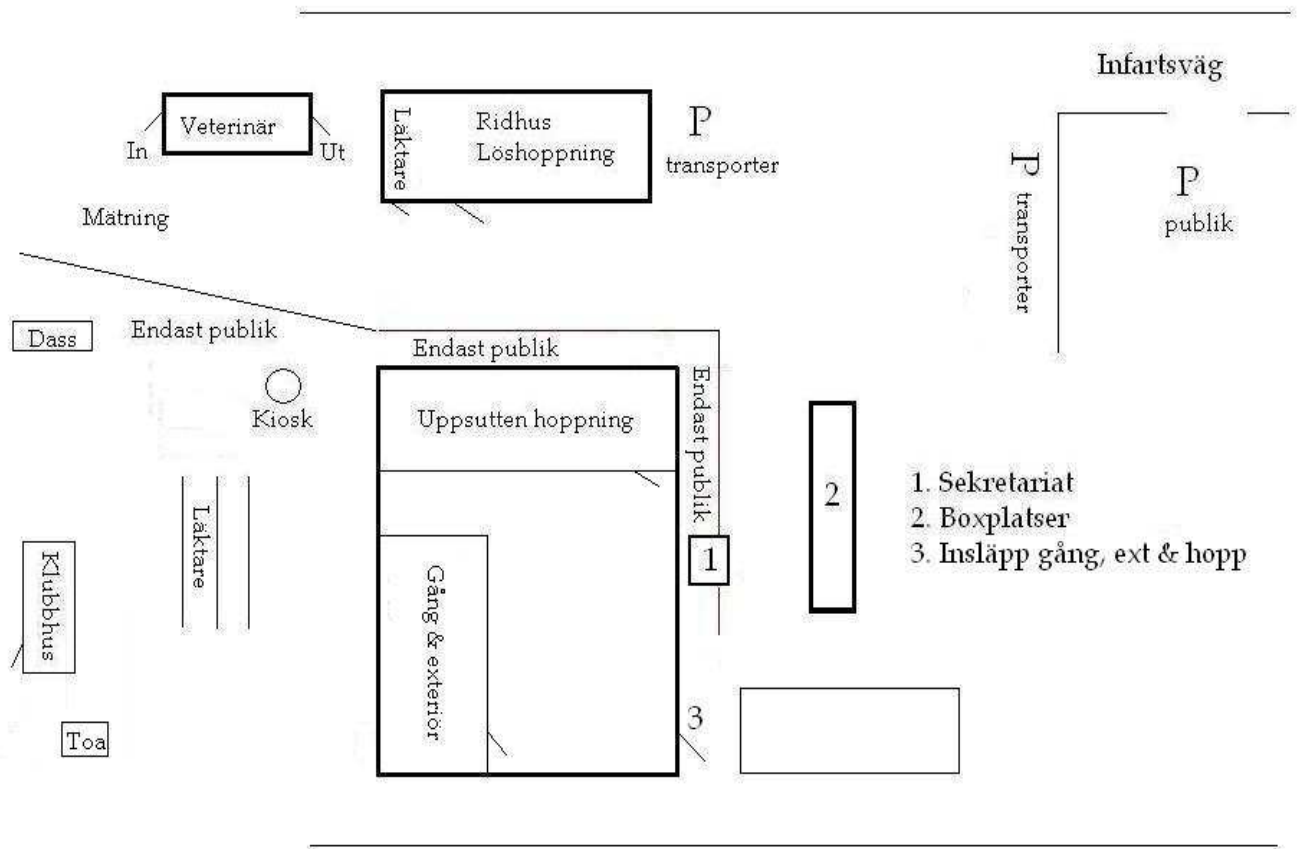 Infartsväg
Veterinär
In
Ut
Läktare
Ridhus
Löshoppning
P
transporter
P
transporter
P
publik
Mätning
Dass
Endast publik
Endast publik
Endast publik
Kiosk
Uppsutten hoppning
Läktare
Klubbhus
Toa
Gång & exteriör
1
2
3
1. Sekretariat
2. Boxplatser
3. Insläpp gång, ext & hopp